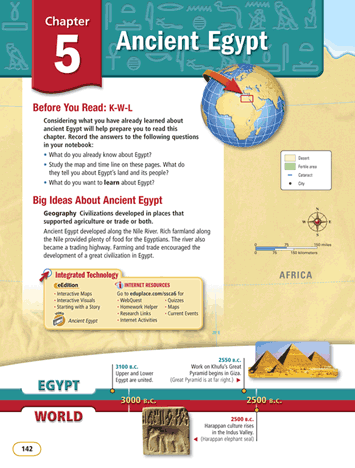 Chapter
5
Ancient Egypt
Before You Read: K-W-L
Considering what you have already learned about
ancient Egypt will help prepare you to read this
chapter. Record the answers to the following questions
in your notebook:
• What do you already know about Egypt?
• Study the map and time line on these pages. What do
they tell you about Egypt's land and its people?
• What do you want to learn about Egypt?
Big Ideas About Ancient Egypt
Geography Civilizations developed in places that
supported agriculture or trade or both.
Ancient Egypt developed along the Nile River. Rich farmland along
the Nile provided plenty of food for the Egyptians. The river also
became a trading highway. Farming and trade encouraged the
development of a great civilization in Egypt.
Integrated Technology
eEdition
• Interactive Maps
• Interactive Visuals
• Starting with a Story
Ancient Egypt
INTERNET RESOURCES
Go to eduplace.com/ssca6 for
• WebQuest
• Homework Helper
• Research Links
• Internet Activities
• Quizzes
• Maps
• Current Events
Desert
Fertile area
Cataract
City
N
W
E
S
0 75 150 miles
0 75 150 kilometers
AFRICA
EGYPT
3100 B.C.
Upper and Lower
Egypt are united.
2550 B.C.
Work on Khufu's Great
Pyramid begins in Giza.
(Great Pyramid is at far right.)
3000 B.C.
2500 B.C.
WORLD
2500 B.C.
Harappan culture rises
in the Indus Valley.
(Harappan elephant seal)
142